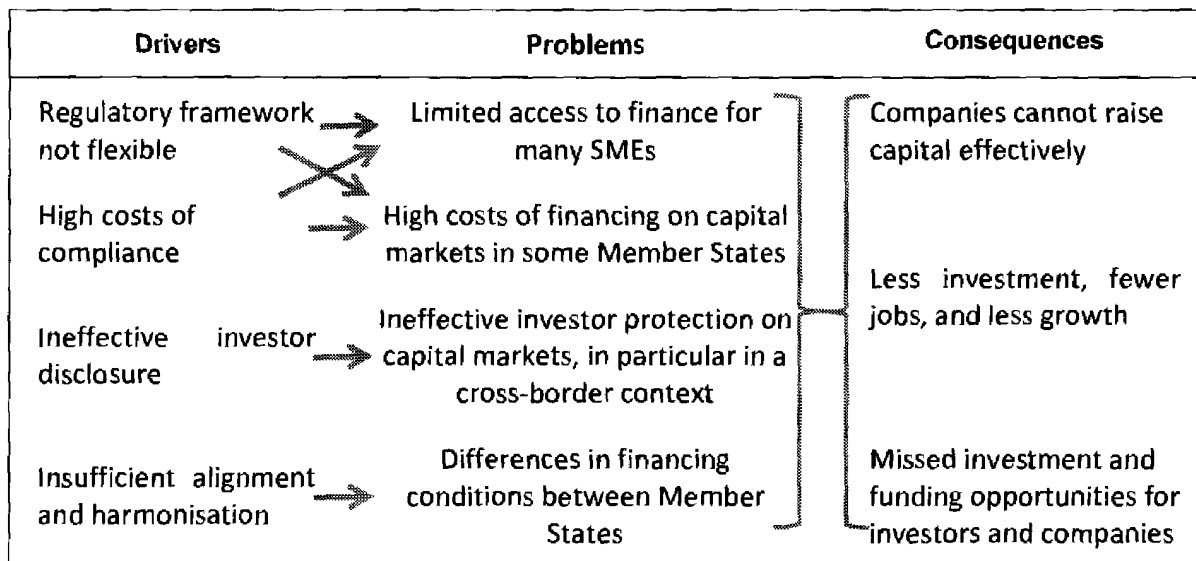 Drivers
Problems
Consequences
Regulatory framework
not flexible
Limited access to finance for
many SMEs
Companies cannot raise
capital effectively
High costs of
compliance
High costs of financing on capital
markets in some Member States
Less investment, fewer
jobs, and less growth
Ineffective investor
disclosure
Ineffective investor protection on
capital markets, in particular in a
cross-border context
Insufficient alignment
and harmonisation
Differences in financing
conditions between Member
States
Missed investment and
funding opportunities for
investors and companies